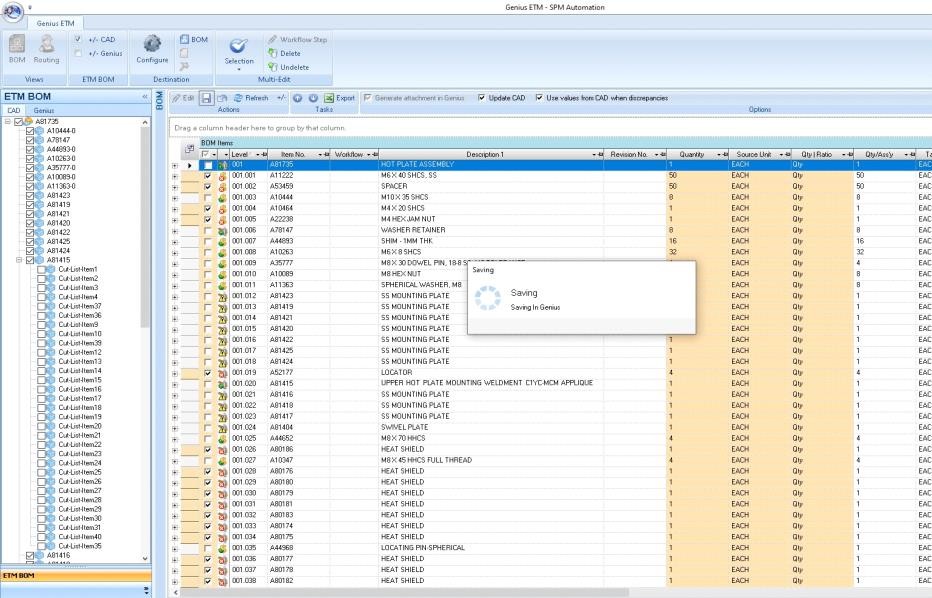 Genius ETM - SPM Automation
Genius ETM
BOM Routing
Views
+/- CAD
+/- Genius
ETM BOM
Configure
BOM
Destination
Selection
Workflow Step
Delete
Undelete
Multi-Edit
ETM BOM «
CAD Genius
A81735
A10444-0
A78147
A44893-0
A10263-0
A35777-0
A10089-0
A11363-0
A81423
A81419
A81421
A81420
A81422
A81425
A81424
A81415
Cut-List-Item1
Cut-List-Item2
Cut-List-Item3
Cut-List-Item4
Cut-List-Item37
Cut-List-Item36
Cut-List-Item9
Cut-List-Item10
Cut-List-Item39
Cut-List-Item12
Cut-List-Item13
Cut-List-Item14
Cut-List-Item15
Cut-List-Item16
Cut-List-Item17
Cut-List-Item18
Cut-List-Item19
Cut-List-Item20
Cut-List-Item21
Cut-List-Item22
Cut-List-Item23
Cut-List-Item24
Cut-List-Item25
Cut-List-Item26
Cut-List-Item27
Cut-List-Item28
Cut-List-Item29
Cut-List-Item30
Cut-List-Item31
Cut-List-Item40
Cut-List-Item35
A81416
ETM BOM
BOM
Edit Refresh +/- Export Generate attachment in Genius Update CAD Use values from CAD when discrepancies
Actions Tasks Options
Drag a column header here to group by that column.
BOM Items
Level Item No. Workflow Description 1 Revision No. Quantity Source Unit Qty | Ratio Qty/Ass'y Ta
001 A81735 HOT PLATE ASSEMBLY 1 EACH Qty 1 EAC
001.001 A11222 M6 X 40 SHCS, SS 50 EACH Qty 50 EAC
001.002 A53459 SPACER 50 EACH Qty 50 EAC
001.003 A10444 M10 X 35 SHCS 8 EACH Qty 8 EAC
001.004 A10464 M4 X 20 SHCS 1 EACH Qty 1 EAC
001.005 A22238 M4 HEX JAM NUT 1 EACH Qty 1 EAC
001.006 A78147 WASHER RETAINER 8 EACH Qty 8 EAC
001.007 A44893 SHIM - 1MM THK 16 EACH Qty 16 EAC
001.008 A10263 M6 X 8 SHCS 32 EACH Qty 32 EAC
001.009 A35777 M8 X 30 DOWEL PIN, 18-8 4 EAC
001.010 A10089 M8 HEX NUT 8 EAC
001.011 A11363 SPHERICAL WASHER, M8 8 EAC
001.012 A81423 SS MOUNTING PLATE 1 EAC
001.013 A81419 SS MOUNTING PLATE 1 EAC
001.014 A81421 SS MOUNTING PLATE 1 EAC
001.015 A81420 SS MOUNTING PLATE 1 EAC
001.016 A81422 SS MOUNTING PLATE 1 EACH Qty 1 EAC
001.017 A81425 SS MOUNTING PLATE 1 EACH Qty 1 EAC
001.018 A81424 SS MOUNTING PLATE 1 EACH Qty 1 EAC
001.019 A52177 LOCATOR 4 EACH Qty 4 EAC
001.020 A81415 UPPER HOT PLATE MOUNTING WELDMENT C1YC-MCM APPLIQUE 1 EACH Qty 1 EAC
001.021 A81416 SS MOUNTING PLATE 1 EACH Qty 1 EAC
001.022 A81418 SS MOUNTING PLATE 1 EACH Qty 1 EAC
001.023 A81417 SS MOUNTING PLATE 1 EACH Qty 1 EAC
001.024 A81404 SWIVEL PLATE 1 EACH Qty 1 EAC
001.025 A44652 M8 X 70 HHCS 4 EACH Qty 4 EAC
001.026 A80186 HEAT SHIELD 1 EACH Qty 1 EAC
001.027 A10347 M8 X 45 HHCS FULL THREAD 4 EACH Qty 4 EAC
001.028 A80176 HEAT SHIELD 1 EACH Qty 1 EAC
001.029 A80180 HEAT SHIELD 1 EACH Qty 1 EAC
001.030 A80179 HEAT SHIELD 1 EACH Qty 1 EAC
001.031 A80181 HEAT SHIELD 1 EACH Qty 1 EAC
001.032 A80183 HEAT SHIELD 1 EACH Qty 1 EAC
001.033 A80174 HEAT SHIELD 1 EACH Qty 1 EAC
001.034 A80175 HEAT SHIELD 1 EACH Qty 1 EAC
001.035 A44968 LOCATING PIN-SPHERICAL 1 EACH Qty 1 EAC
001.036 A80177 HEAT SHIELD 1 EACH Qty 1 EAC
001.037 A80178 HEAT SHIELD 1 EACH Qty 1 EAC
001.038 A80182 HEAT SHIELD 1 EACH Qty 1 EAC
Saving
Saving
Saving In Genius